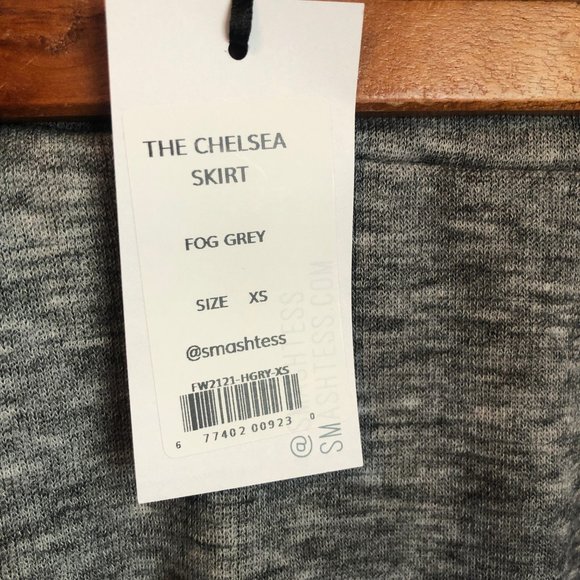 THE CHELSEA
SKIRT
FOG GREY
SIZE XS
@smashtess
FW2121-HGRY-XS
6 77402 00923 0
@SMASHTESS
SMASHTESS.COM